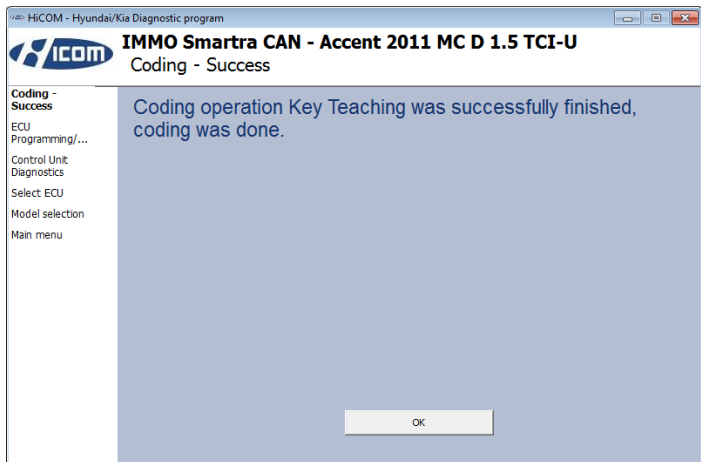 HiCOM - Hyundai/Kia Diagnostic program
HICOM
IMMO Smartra CAN - Accent 2011 MC D 1.5 TCI-U
Coding - Success
Coding -
Success
ECU
Programming/...
Control Unit
Diagnostics
Select ECU
Model selection
Main menu
Coding operation Key Teaching was successfully finished,
coding was done.
OK